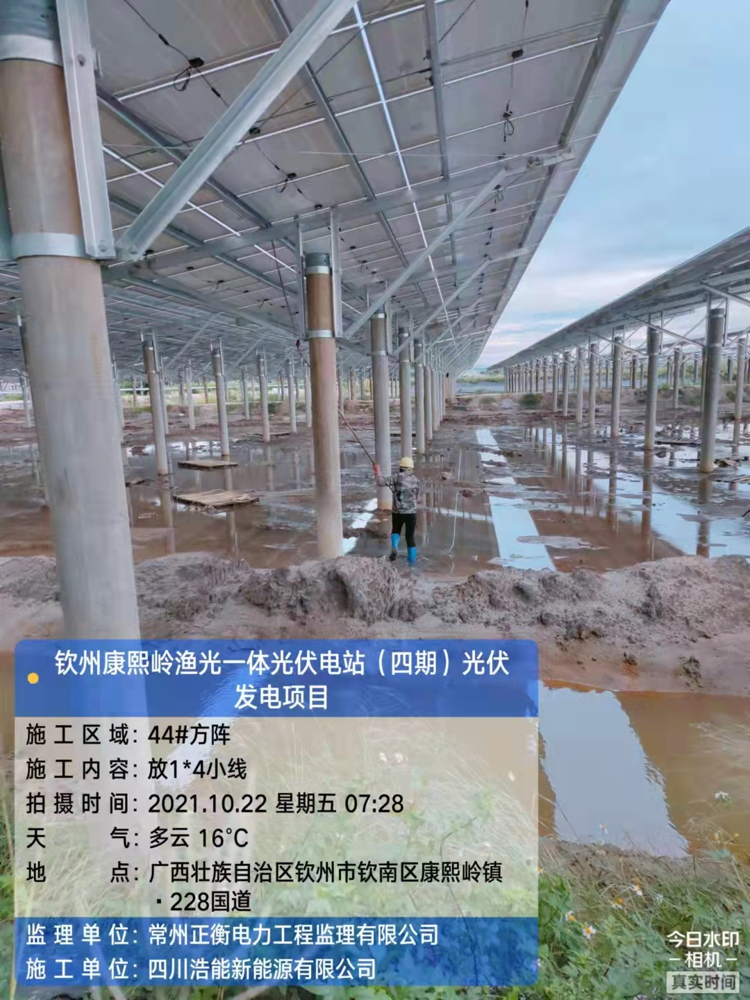 钦州康熙岭渔光一体光伏电站（四期）光伏
发电项目
施工区域：44#方阵
施工内容：放1*4小线
拍摄时间：2021.10.22 星期五 07:28
天气：多云 16℃
地点：广西壮族自治区钦州市钦南区康熙岭镇
·228国道
监理单位：常州正衡电力工程监理有限公司
施工单位：四川浩能新能源有限公司
今日水印
-相机-
真实时间